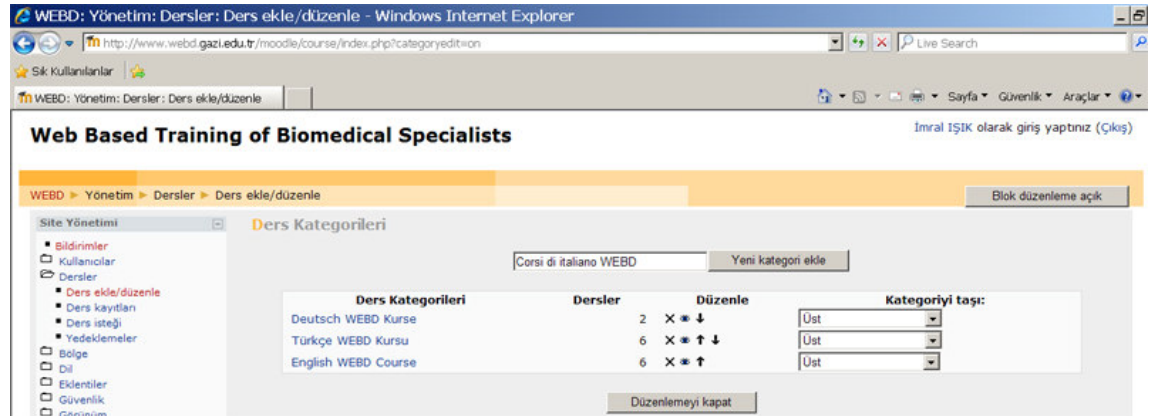 WEBD: Yönetim: Dersler: Ders ekle/düzenle - Windows Internet Explorer
http://www.webd.gazi.edu.tr/moodle/course/index.php?categoryedit=on
Live Search
Sık Kullanılanlar
WEBD: Yönetim: Dersler: Ders ekle/düzenle
Sayfa Güvenlik Araçlar
Web Based Training of Biomedical Specialists
İmral IŞIK olarak giriş yaptınız (Çıkış)
WEBD ► Yönetim ► Dersler ► Ders ekle/düzenle
Blok düzenleme açık
Site Yönetimi
Bildirimler
Kullanıcılar
Dersler
Ders ekle/düzenle
Ders kayıtları
Ders isteği
Yedeklemeler
Bölge
Dil
Eklentiler
Güvenlik
Görünüm
Ders Kategorileri
Corsi di italiano WEBD Yeni kategori ekle
Ders Kategorileri Dersler Düzenle Kategoriyi taşı:
Deutsch WEBD Kurse 2 Üst
Türkçe WEBD Kursu 6 Üst
English WEBD Course 6 Üst
Düzenlemeyi kapat